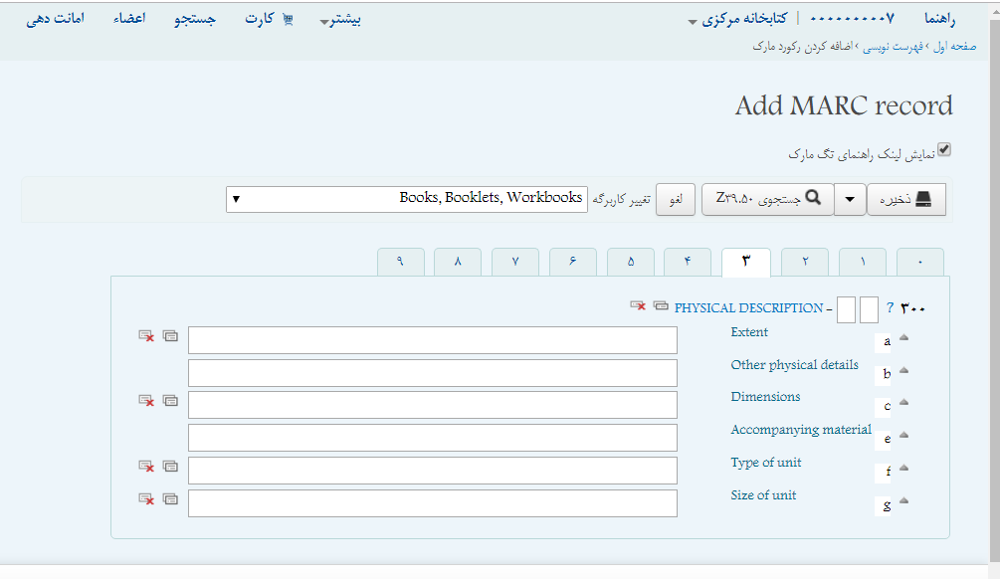 راهنما ۰۰۰۰۰۰۰۰۰۷ | کتابخانه مرکزی بیشتر کارت جستجو اعضاء امانت دهی
صفحه اول › فهرست نویسی › اضافه کردن رکورد مارک
Add MARC record
نمایش لینک راهنمای تگ مارک
ذخیره جستجوی Z۳۹.۵۰ لغو تغییر کاربرگه Books, Booklets, Workbooks
۰ ۱ ۲ ۳ ۴ ۵ ۶ ۷ ۸ ۹
۳۰۰ ? – PHYSICAL DESCRIPTION
a Extent
b Other physical details
c Dimensions
e Accompanying material
f Type of unit
g Size of unit